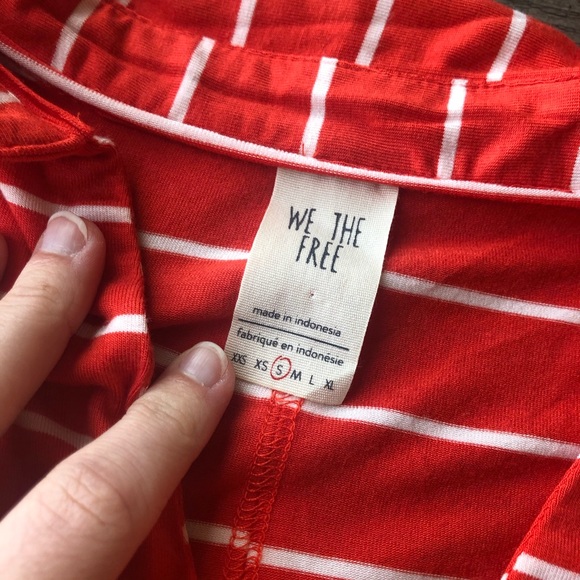 WE THE
FREE
made in indonesia
fabriqué en indonésie
XXS XS S M L XL